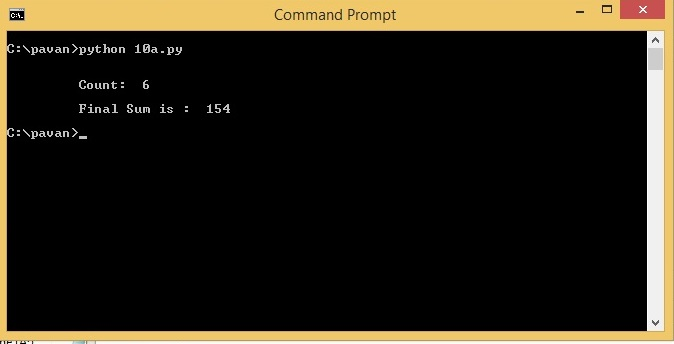 Command Prompt
C:\pavan>python 10a.py
Count: 6
Final Sum is : 154
C:\pavan>_